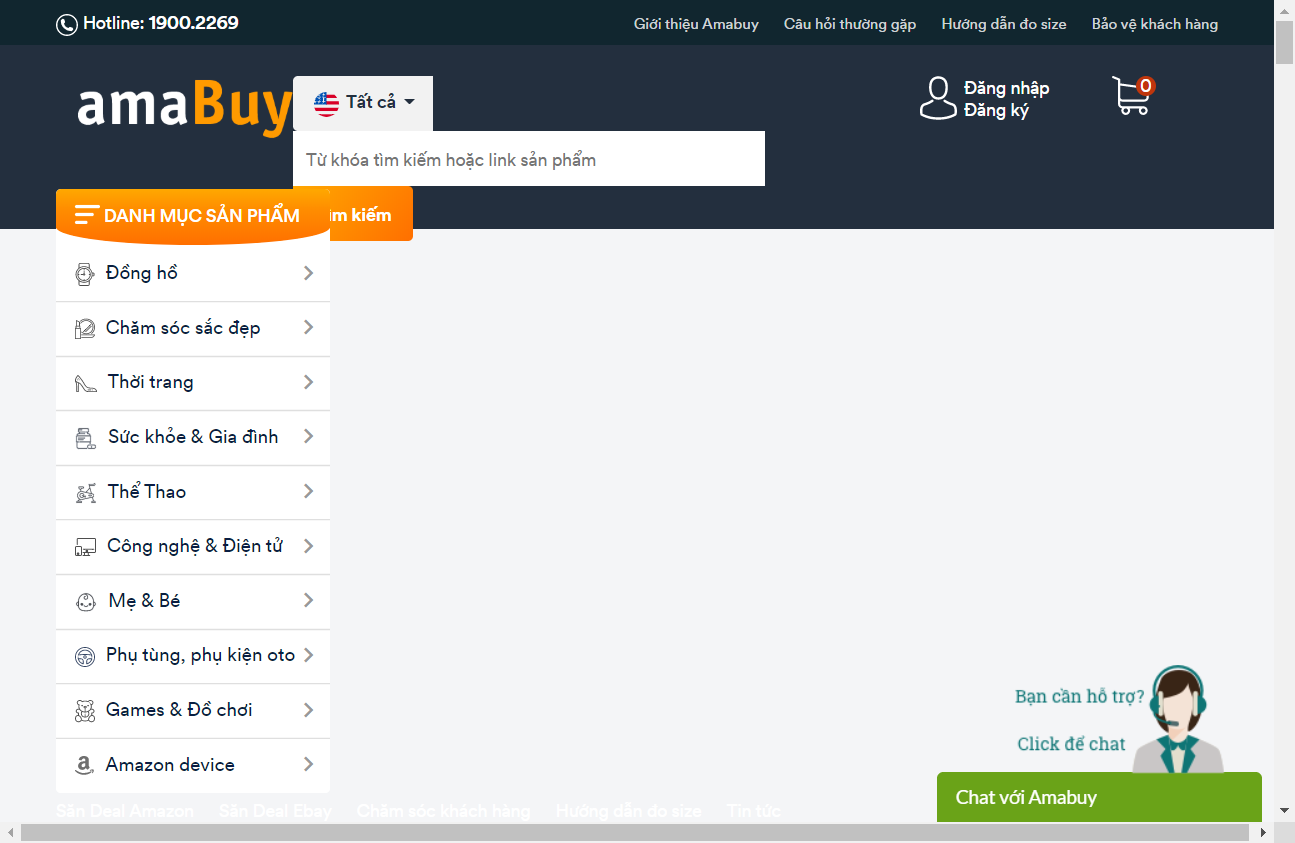 Hotline: 1900.2269
Giới thiệu Amabuy
Câu hỏi thường gặp
Hướng dẫn đo size
Bảo vệ khách hàng
amaBuy
Tất cả
Đăng nhập
Đăng ký
0
Từ khóa tìm kiếm hoặc link sản phẩm
DANH MỤC SẢN PHẨM
kiếm
Đồng hồ
Chăm sóc sắc đẹp
Thời trang
Sức khỏe & Gia đình
Thể Thao
Công nghệ & Điện tử
Mẹ & Bé
Phụ tùng, phụ kiện oto
Games & Đồ chơi
Amazon device
Săn Deal Amazon
Săn Deal Ebay
Chăm sóc khách hàng
Hướng dẫn đo size
Tin tức
Bạn cần hỗ trợ?
Click để chat
Chat với Amabuy